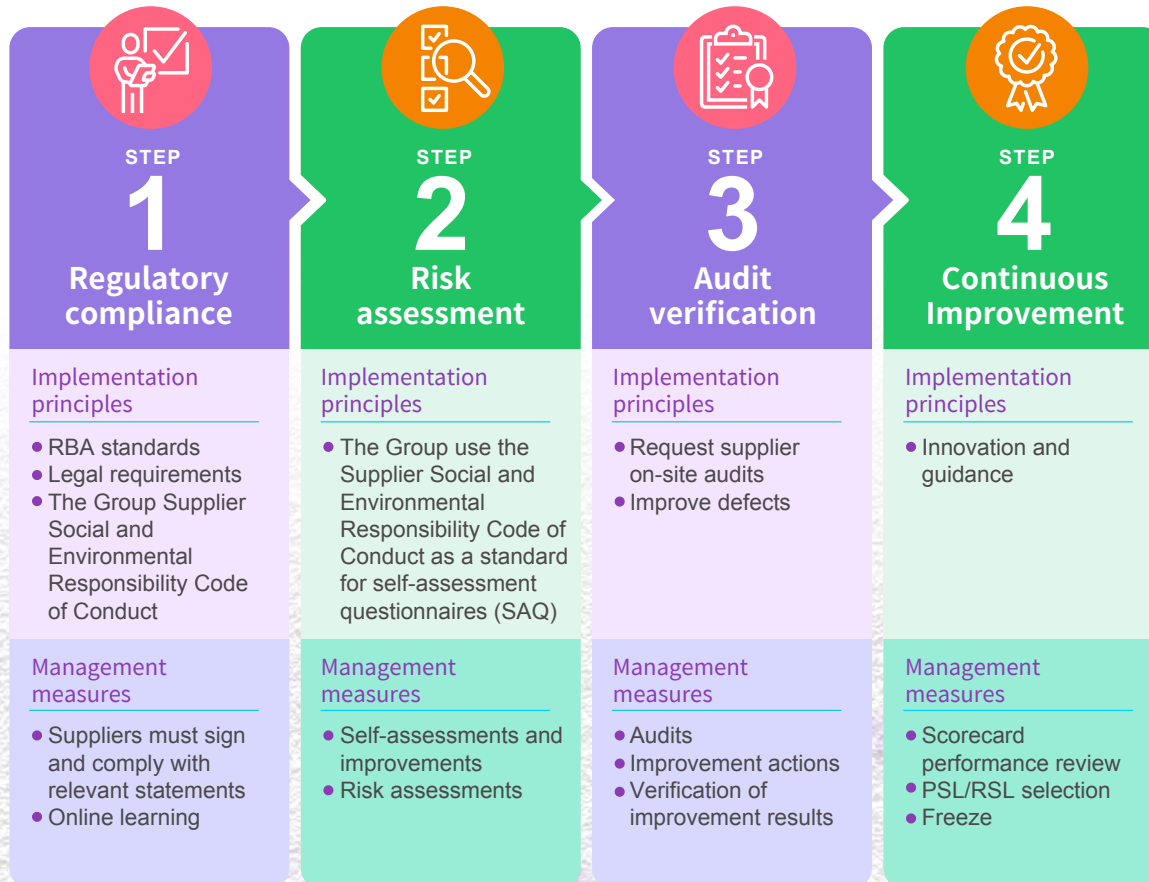 STEP
1
Regulatory
compliance
Implementation
principles
• RBA standards
• Legal requirements
• The Group Supplier
Social and
Environmental
Responsibility Code
of Conduct
Management
measures
• Suppliers must sign
and comply with
relevant statements
• Online learning
STEP
2
Risk
assessment
Implementation
principles
• The Group use the
Supplier Social and
Environmental
Responsibility Code of
Conduct as a standard
for self-assessment
questionnaires (SAQ)
Management
measures
• Self-assessments and
improvements
• Risk assessments
STEP
3
Audit
verification
Implementation
principles
• Request supplier
on-site audits
• Improve defects
Management
measures
• Audits
• Improvement actions
• Verification of
improvement results
STEP
4
Continuous
Improvement
Implementation
principles
• Innovation and
guidance
Management
measures
• Scorecard
performance review
• PSL/RSL selection
• Freeze